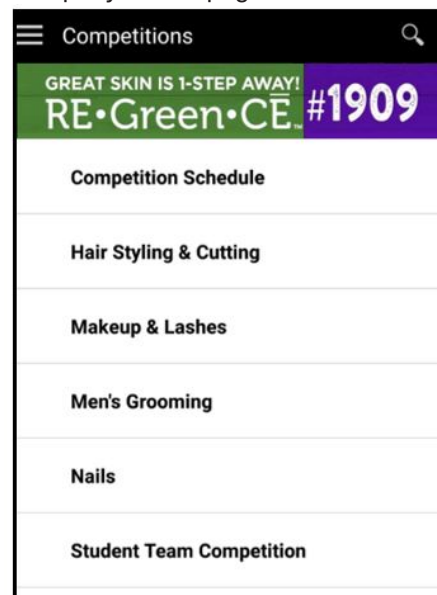 Competitions
GREAT SKIN IS 1-STEP AWAY!
RE•Green•CĒ™ #1909
Competition Schedule
Hair Styling & Cutting
Makeup & Lashes
Men's Grooming
Nails
Student Team Competition